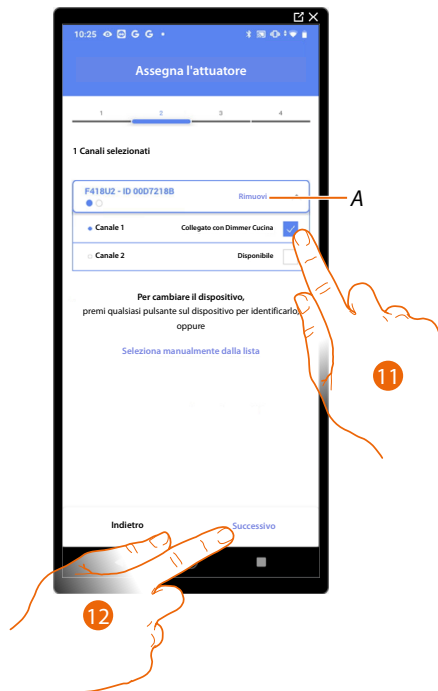 10:25 G G
Assegna l'attuatore
1 2 3 4
1 Canali selezionati
F418U2 - ID 00D7218B
Rimuovi
A
Canale 1 Collegato con Dimmer Cucina
Canale 2 Disponibile
Per cambiare il dispositivo,
premi qualsiasi pulsante sul dispositivo per identificarlo,
oppure
Seleziona manualmente dalla lista
11
Indietro Successivo
12